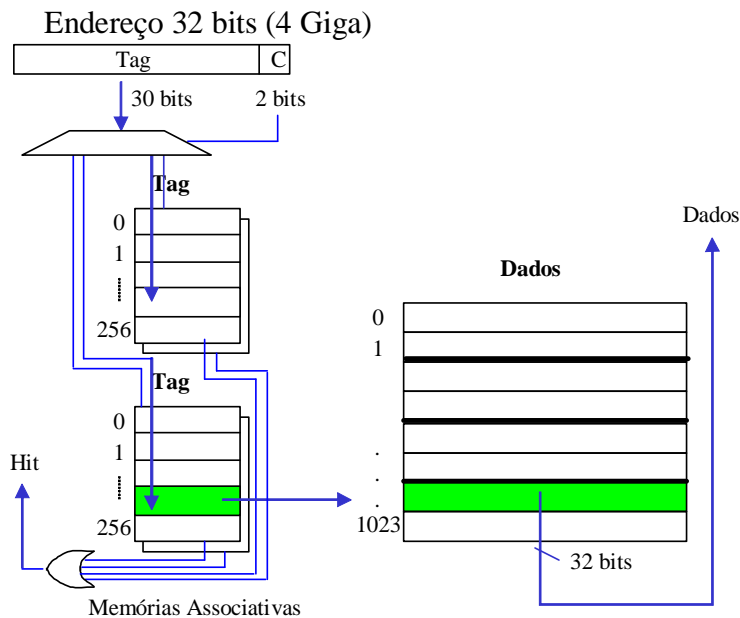 Endereço 32 bits (4 Giga)
Tag C
30 bits 2 bits
Tag
0
1
256
Tag
0
1
256
Hit
Memórias Associativas
Dados
Dados
0
1
.
.
.
1023
32 bits